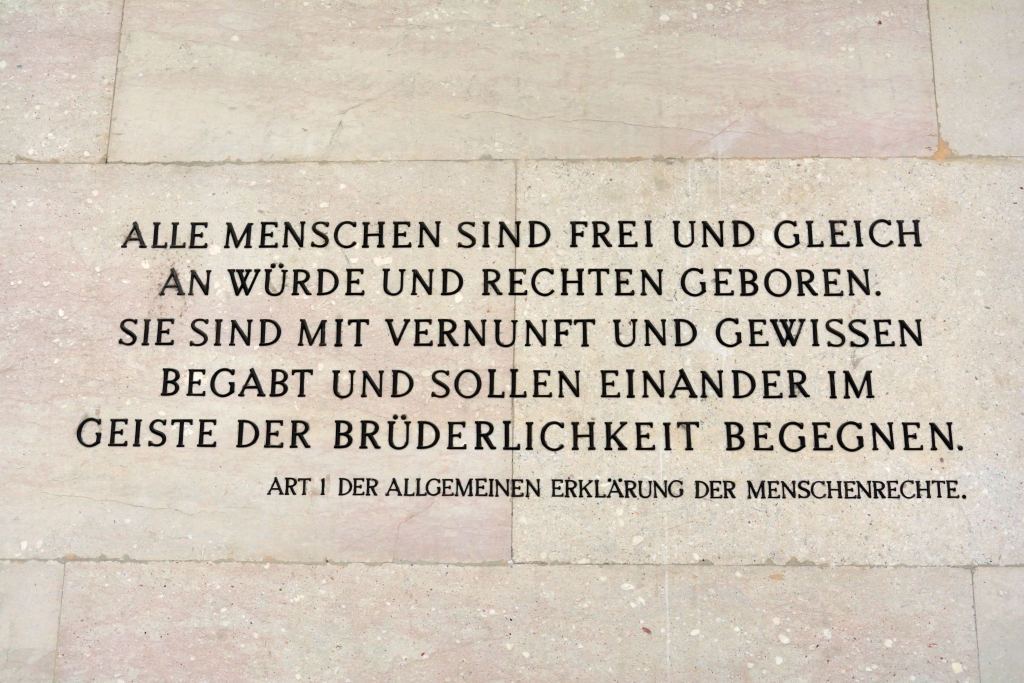 ALLE MENSCHEN SIND FREI UND GLEICH
AN WÜRDE UND RECHTEN GEBOREN.
SIE SIND MIT VERNUNFT UND GEWISSEN
BEGABT UND SOLLEN EINANDER IM
GEISTE DER BRÜDERLICHKEIT BEGEGNEN.
ART 1 DER ALLGEMEINEN ERKLÄRUNG DER MENSCHENRECHTE.